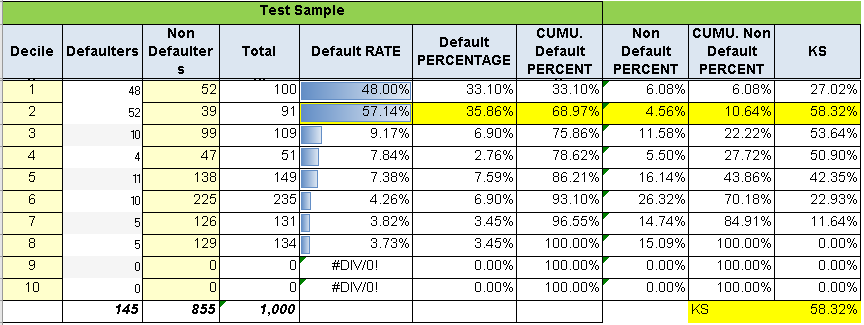 Test Sample
Decile Defaulters Non Defaulters Total Default RATE Default PERCENTAGE CUMU. Default PERCENT Non Default PERCENT CUMU. Non Default PERCENT KS
1 48 52 100 48.00% 33.10% 33.10% 6.08% 6.08% 27.02%
2 52 39 91 57.14% 35.86% 68.97% 4.56% 10.64% 58.32%
3 10 99 109 9.17% 6.90% 75.86% 11.58% 22.22% 53.64%
4 4 47 51 7.84% 2.76% 78.62% 5.50% 27.72% 50.90%
5 11 138 149 7.38% 7.59% 86.21% 16.14% 43.86% 42.35%
6 10 225 235 4.26% 6.90% 93.10% 26.32% 70.18% 22.93%
7 5 126 131 3.82% 3.45% 96.55% 14.74% 84.91% 11.64%
8 5 129 134 3.73% 3.45% 100.00% 15.09% 100.00% 0.00%
9 0 0 0 #DIV/0! 0.00% 100.00% 0.00% 100.00% 0.00%
10 0 0 0 #DIV/0! 0.00% 100.00% 0.00% 100.00% 0.00%
145 855 1,000 KS 58.32%